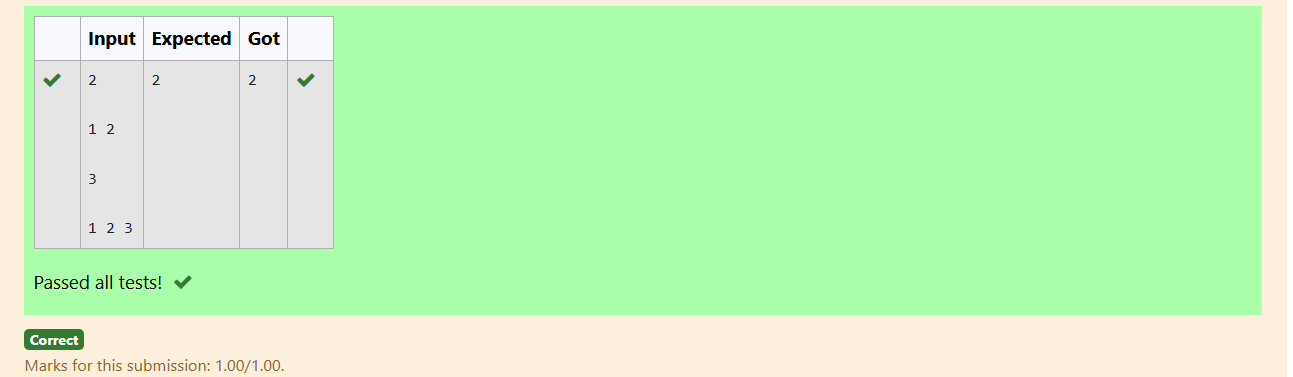 Input Expected Got
2 2 2
1 2
3
1 2 3
Passed all tests!
Correct
Marks for this submission: 1.00/1.00.